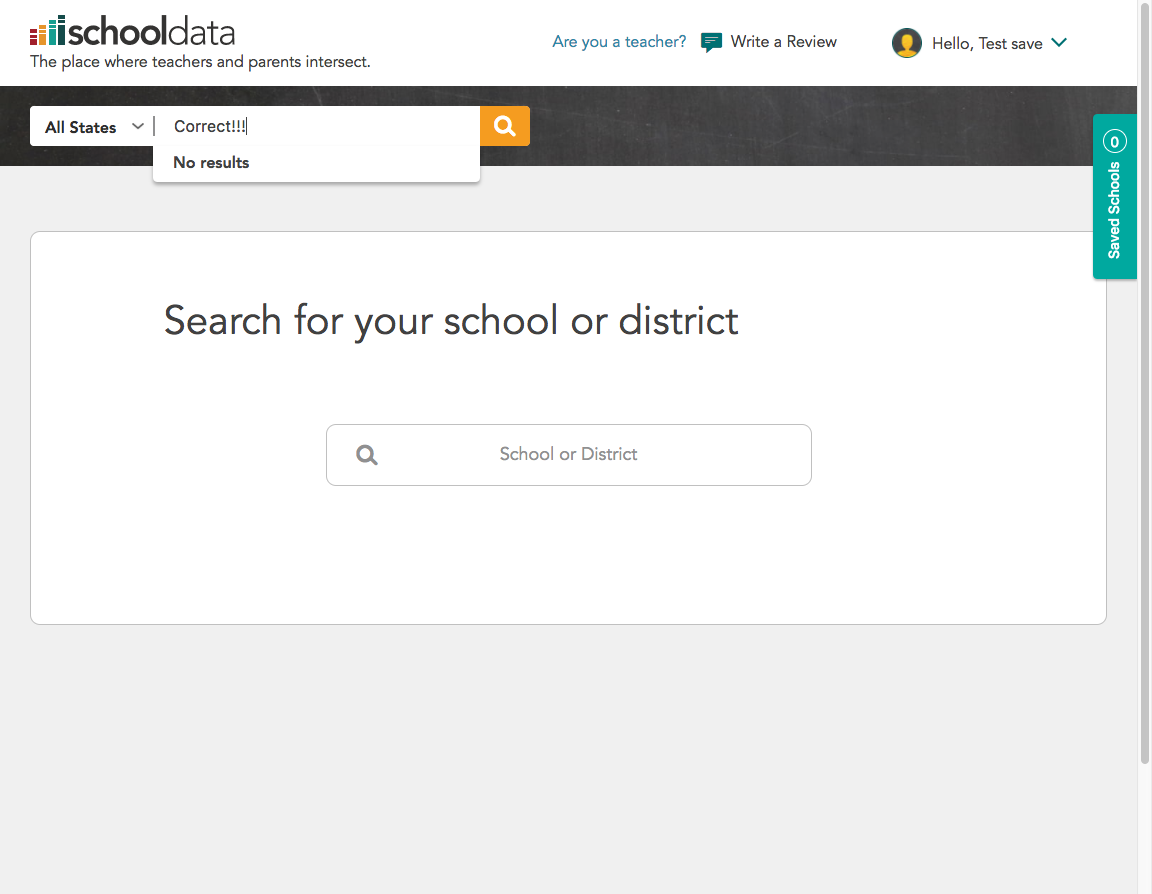 schooldata
The place where teachers and parents intersect.
Are you a teacher?
Write a Review
Hello, Test save
All States
Correct!!!
No results
0
Saved Schools
Search for your school or district
School or District